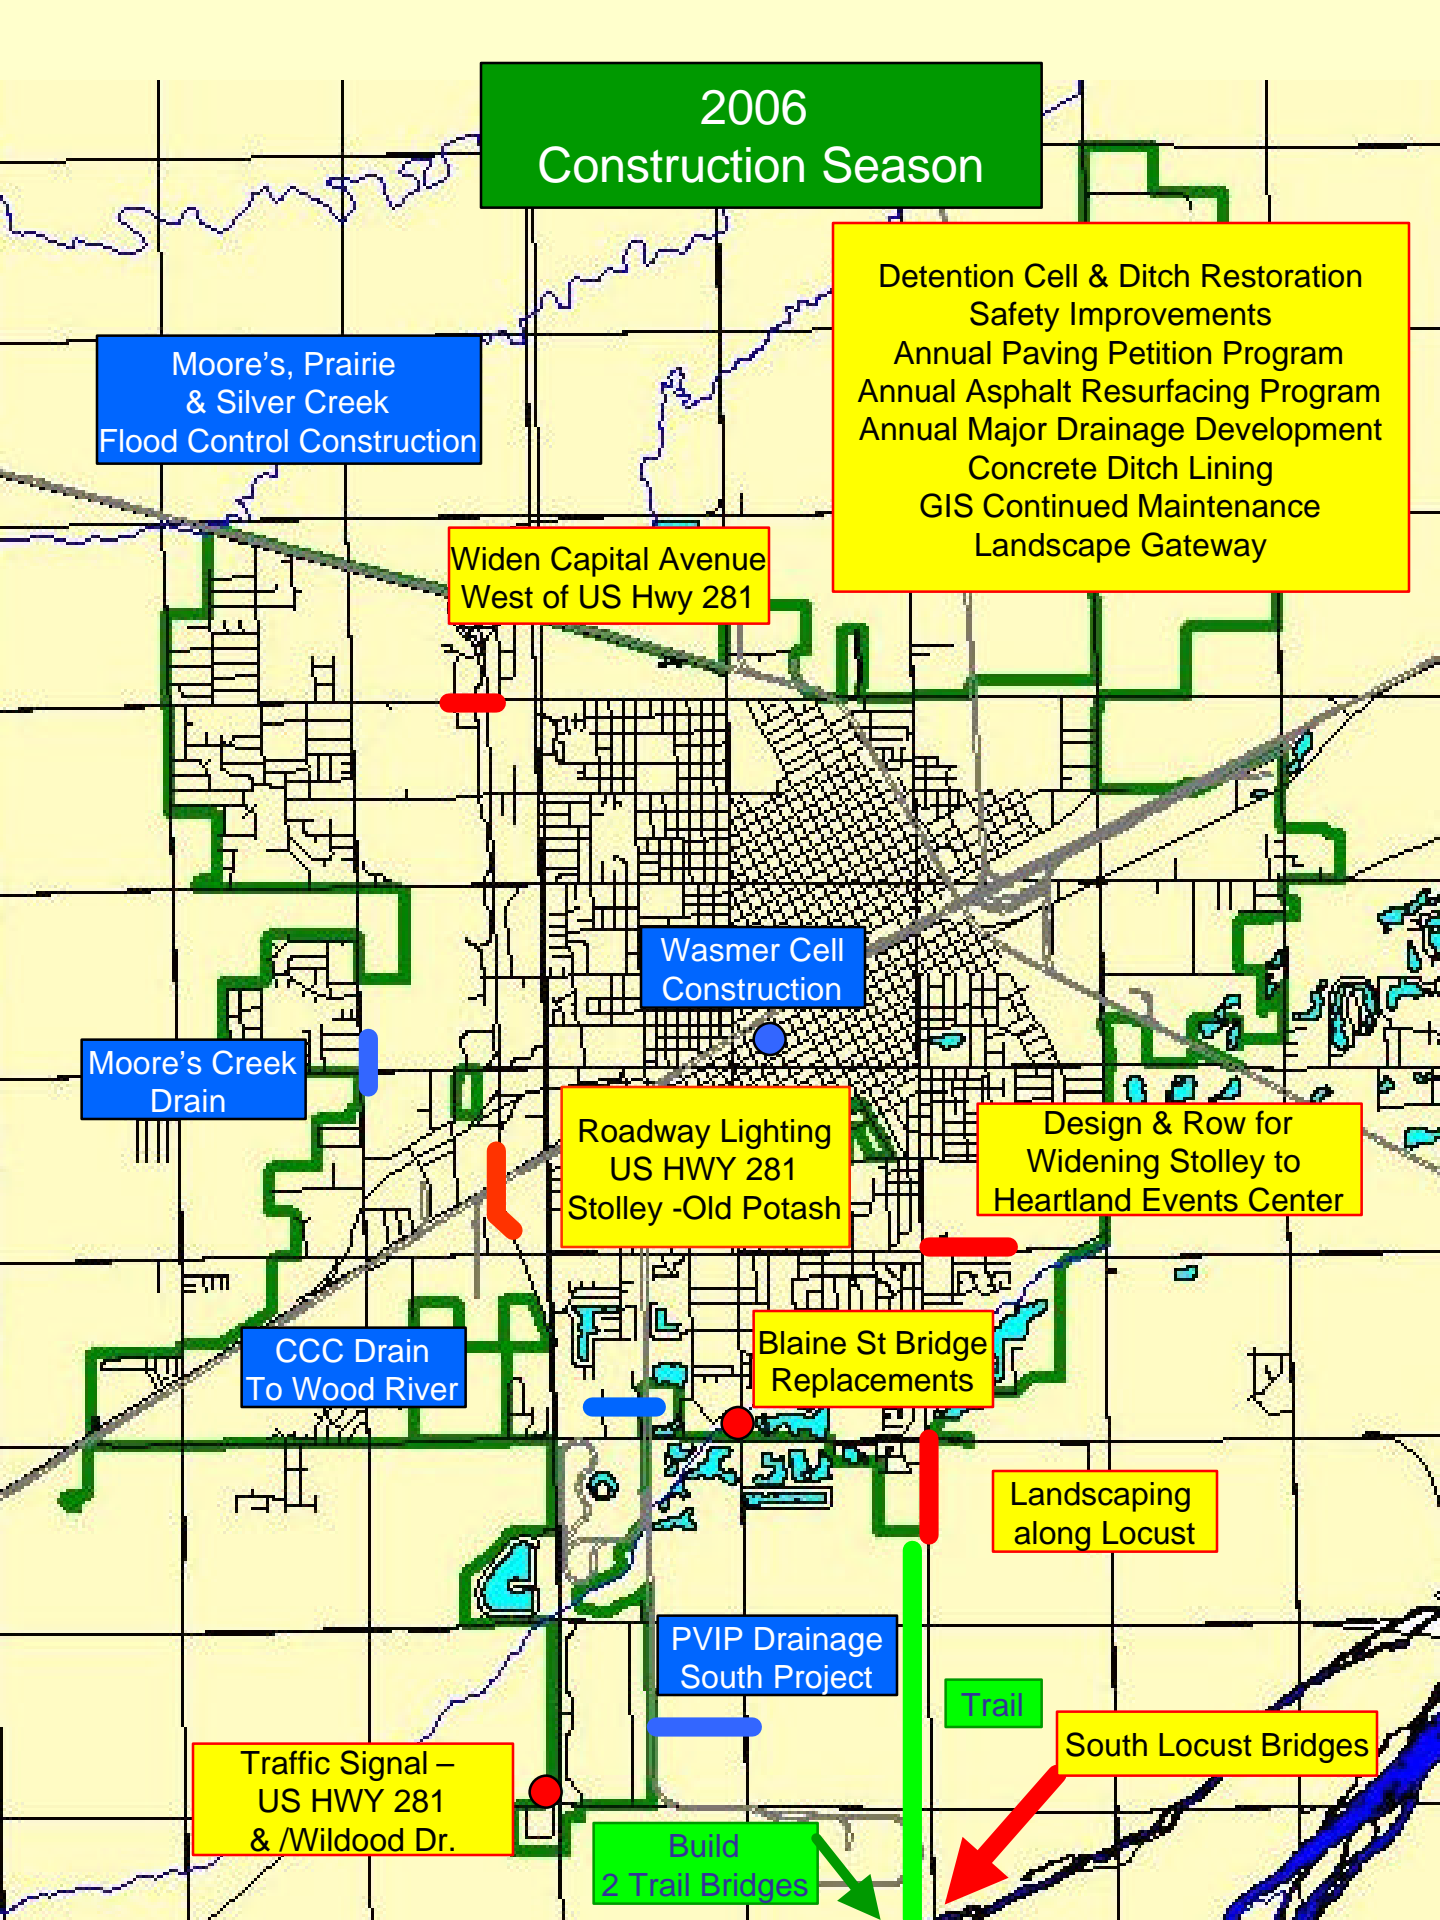 2006
Construction Season
Detention Cell & Ditch Restoration
Safety Improvements
Annual Paving Petition Program
Annual Asphalt Resurfacing Program
Annual Major Drainage Development
Concrete Ditch Lining
GIS Continued Maintenance
Landscape Gateway
Moore's, Prairie
& Silver Creek
Flood Control Construction
Widen Capital Avenue
West of US Hwy 281
Wasmer Cell
Construction
Moore's Creek
Drain
Roadway Lighting
US HWY 281
Stolley -Old Potash
Design & Row for
Widening Stolley to
Heartland Events Center
CCC Drain
To Wood River
Blaine St Bridge
Replacements
Landscaping
along Locust
PVIP Drainage
South Project
Trail
South Locust Bridges
Traffic Signal –
US HWY 281
& /Wildood Dr.
Build
2 Trail Bridges